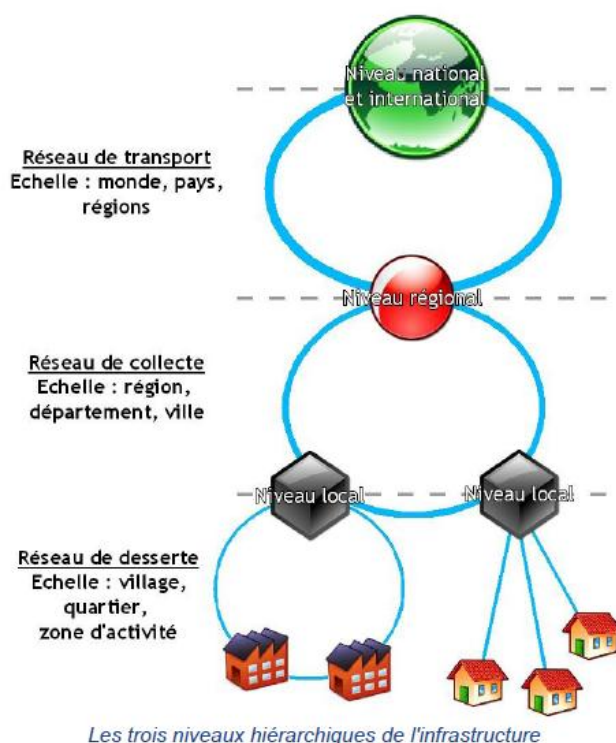 Niveau national
et international
Réseau de transport
Echelle : monde, pays,
régions
Niveau régional
Réseau de collecte
Echelle : région,
département, ville
Niveau local
Niveau local
Réseau de desserte
Echelle : village,
quartier,
zone d'activité
Les trois niveaux hiérarchiques de l'infrastructure